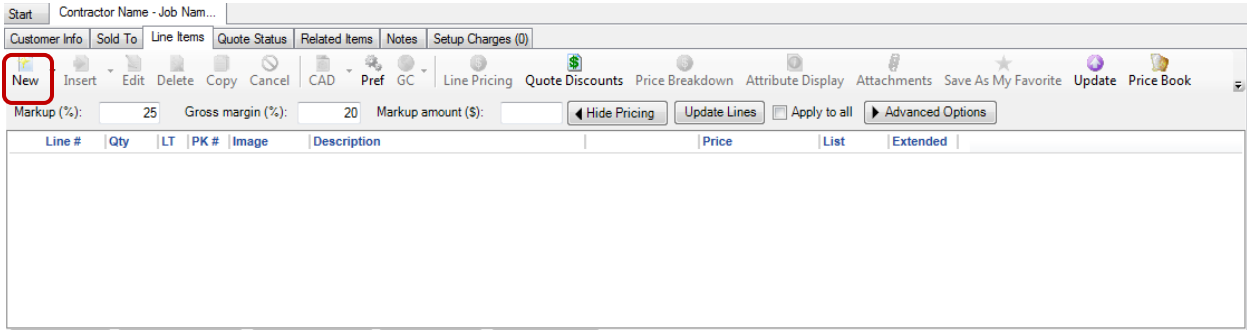 Start Contractor Name - Job Nam...
Customer Info Sold To Line Items Quote Status Related Items Notes Setup Charges (0)
New Insert Edit Delete Copy Cancel CAD Pref GC Line Pricing Quote Discounts Price Breakdown Attribute Display Attachments Save As My Favorite Update Price Book
Markup (%): 25 Gross margin (%): 20 Markup amount ($): Hide Pricing Update Lines Apply to all Advanced Options
Line # Qty LT PK # Image Description Price List Extended